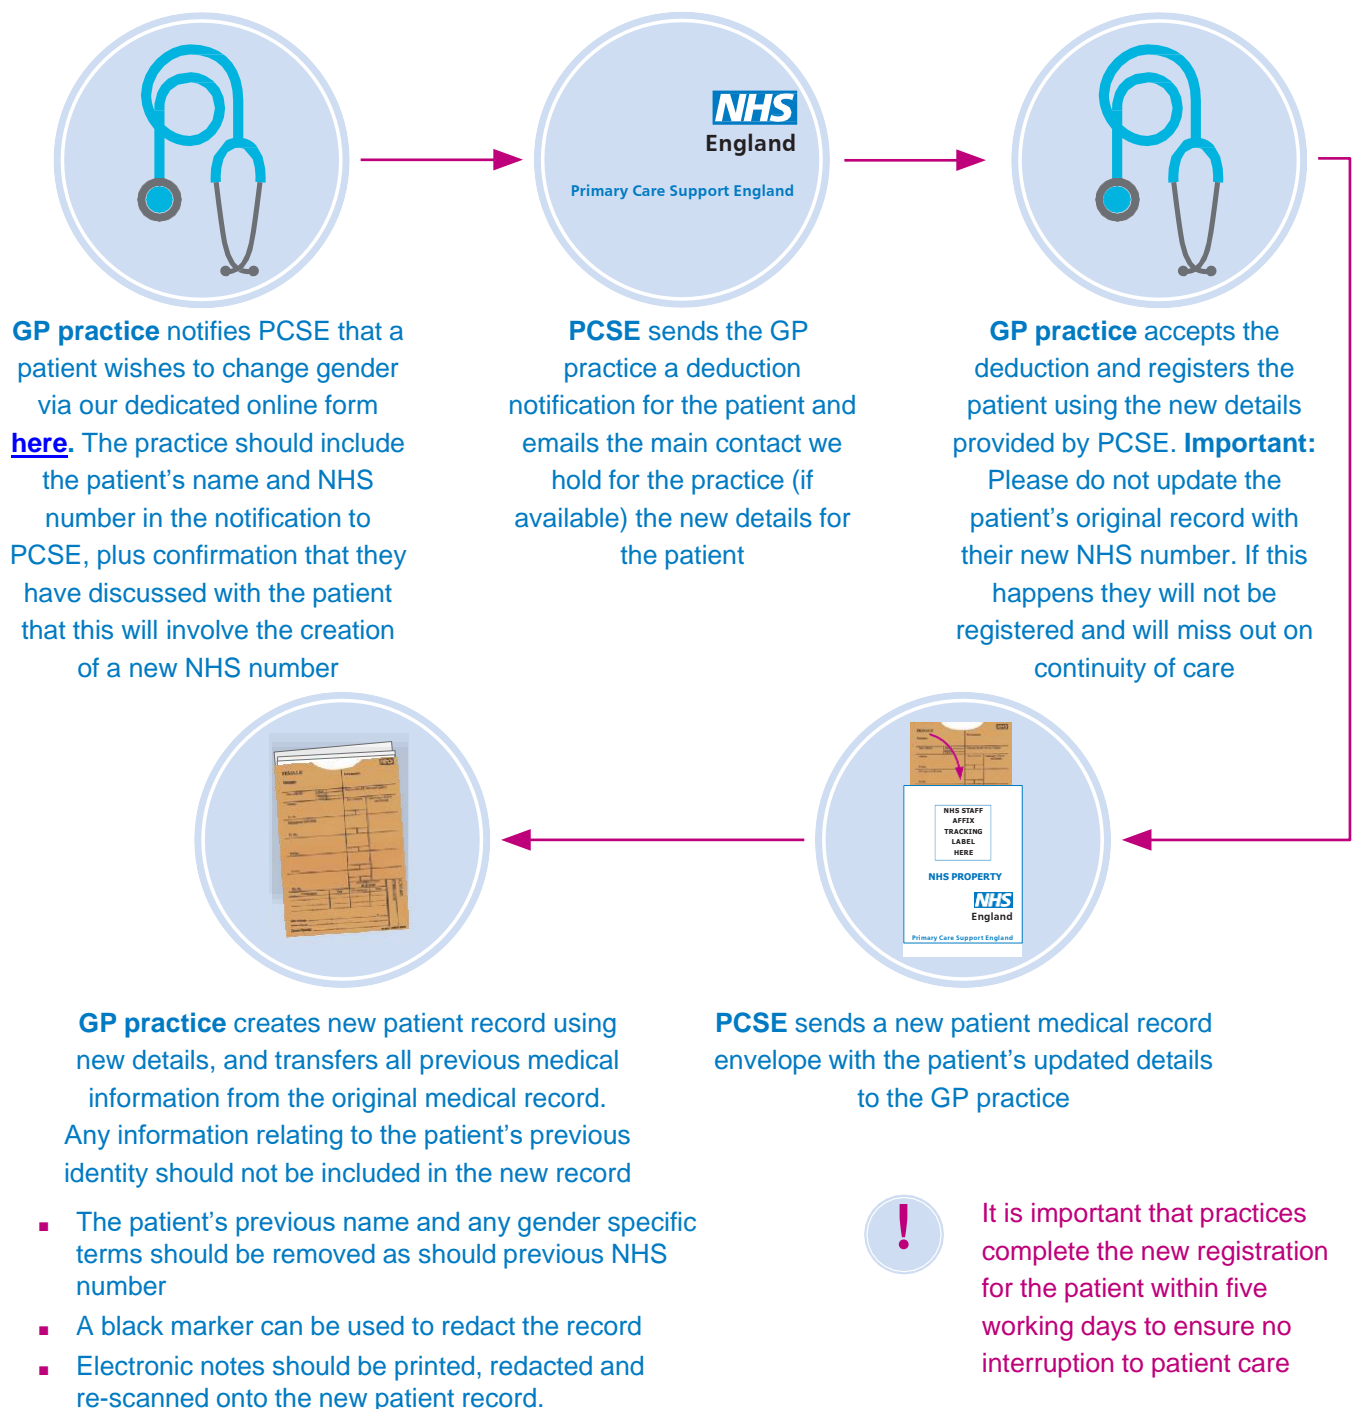 NHS
England
Primary Care Support England
GP practice notifies PCSE that a
patient wishes to change gender
via our dedicated online form
here. The practice should include
the patient’s name and NHS
number in the notification to
PCSE, plus confirmation that they
have discussed with the patient
that this will involve the creation
of a new NHS number
PCSE sends the GP
practice a deduction
notification for the patient and
emails the main contact we
hold for the practice (if
available) the new details for
the patient
GP practice accepts the
deduction and registers the
patient using the new details
provided by PCSE. Important:
Please do not update the
patient’s original record with
their new NHS number. If this
happens they will not be
registered and will miss out on
continuity of care
NHS STAFF
AFFIX
TRACKING
LABEL
HERE
NHS PROPERTY
NHS
England
Primary Care Support England
GP practice creates new patient record using
new details, and transfers all previous medical
information from the original medical record.
Any information relating to the patient’s previous
identity should not be included in the new record
▪ The patient’s previous name and any gender specific
terms should be removed as should previous NHS
number
▪ A black marker can be used to redact the record
▪ Electronic notes should be printed, redacted and
re-scanned onto the new patient record.
PCSE sends a new patient medical record
envelope with the patient’s updated details
to the GP practice
!
It is important that practices
complete the new registration
for the patient within five
working days to ensure no
interruption to patient care